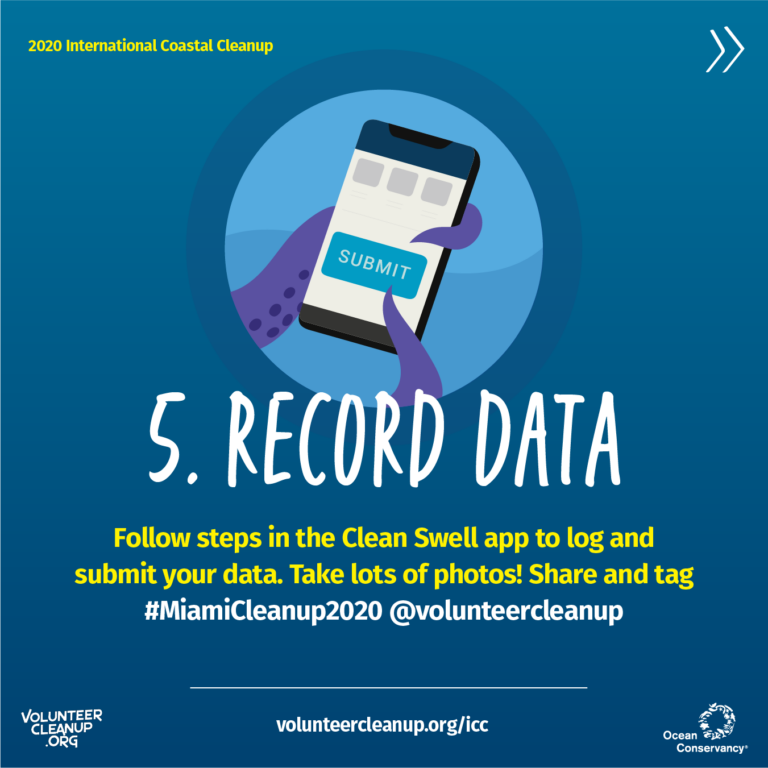 2020 International Coastal Cleanup
SUBMIT
5. RECORD DATA
Follow steps in the Clean Swell app to log and
submit your data. Take lots of photos! Share and tag
#MiamiCleanup2020 @volunteercleanup
VOLUNTEER
CLEANUP
.ORG
volunteercleanup.org/icc
Ocean
Conservancy®